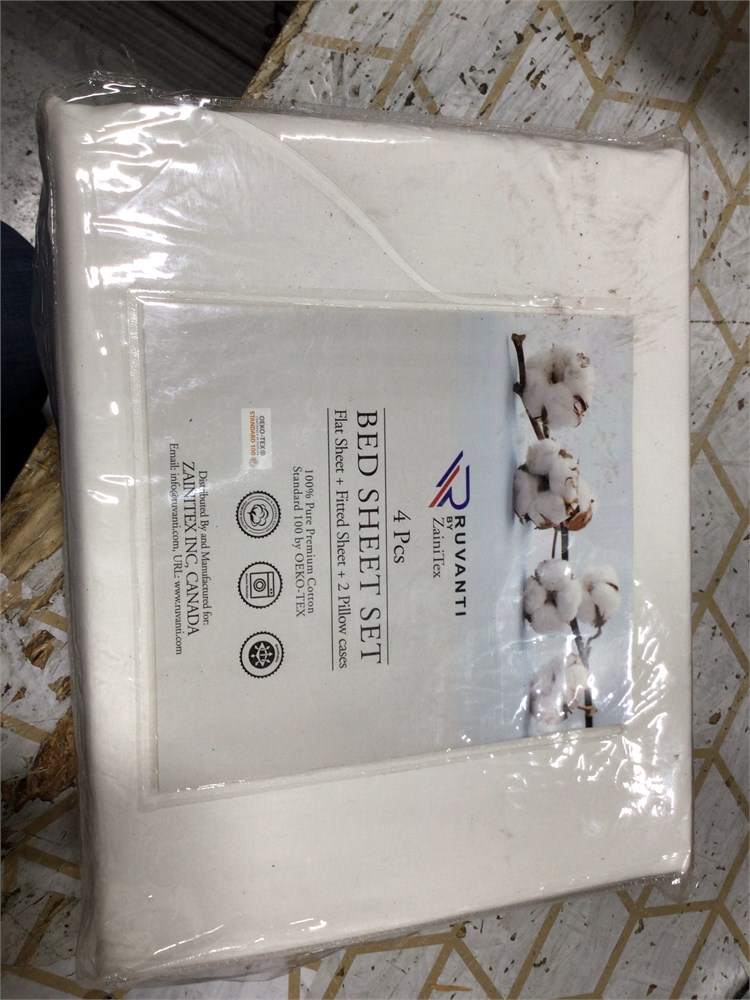 RUVANTI
BY
ZainiTex
4 Pcs
BED SHEET SET
Flat Sheet + Fitted Sheet + 2 Pillow cases
100% Pure Premium Cotton
Standard 100 by OEKO-TEX
OEKO-TEX®
STANDARD 100
Distributed By and Manufactured for:
ZAINITEX INC, CANADA
Email: info@ruvanti.com, URL: www.ruvanti.com